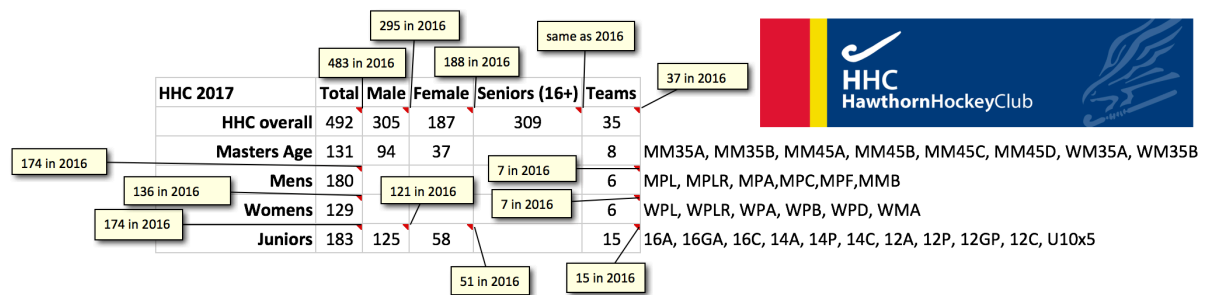 295 in 2016
same as 2016
483 in 2016
188 in 2016
37 in 2016
HHC
HawthornHockeyClub
HHC 2017 Total Male Female Seniors (16+) Teams
HHC overall 492 305 187 309 35
Masters Age 131 94 37 8 MM35A, MM35B, MM45A, MM45B, MM45C, MM45D, WM35A, WM35B
174 in 2016
7 in 2016
Mens 180 6 MPL, MPLR, MPA,MPC,MPF,MMB
136 in 2016
121 in 2016
7 in 2016
Womens 129 6 WPL, WPLR, WPA, WPB, WPD, WMA
174 in 2016
Juniors 183 125 58 15 16A, 16GA, 16C, 14A, 14P, 14C, 12A, 12P, 12GP, 12C, U10x5
51 in 2016
15 in 2016